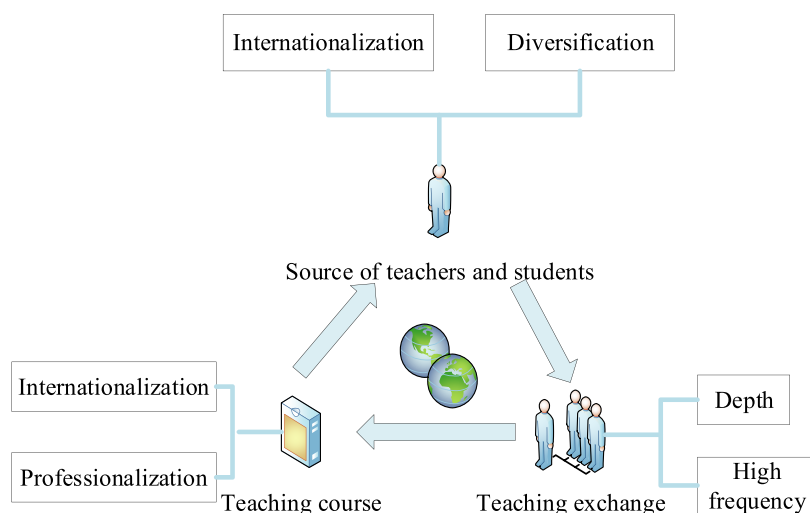 Internationalization
Diversification
Source of teachers and students
Internationalization
Professionalization
Depth
High
frequency
Teaching course
Teaching exchange